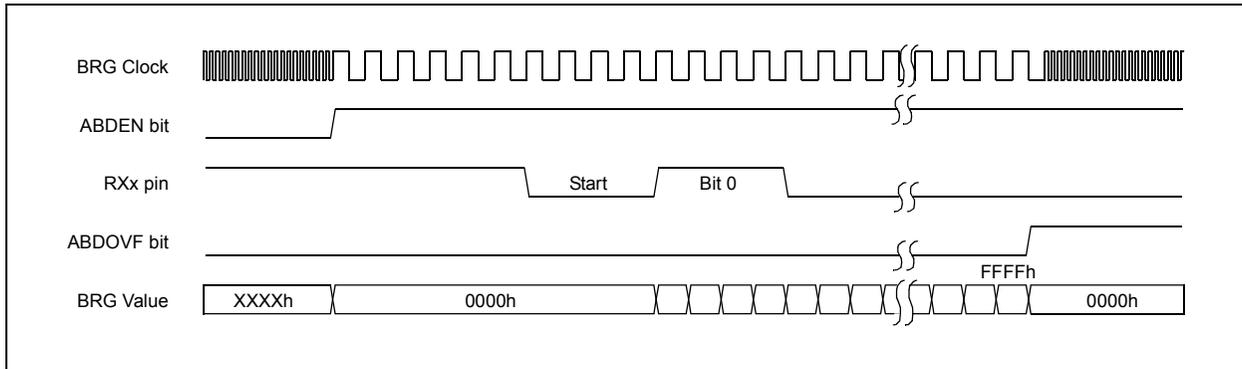 BRG Clock
ABDEN bit
RXx pin
Start
Bit 0
ABDOVF bit
FFFFh
BRG Value
XXXXh
0000h
0000h